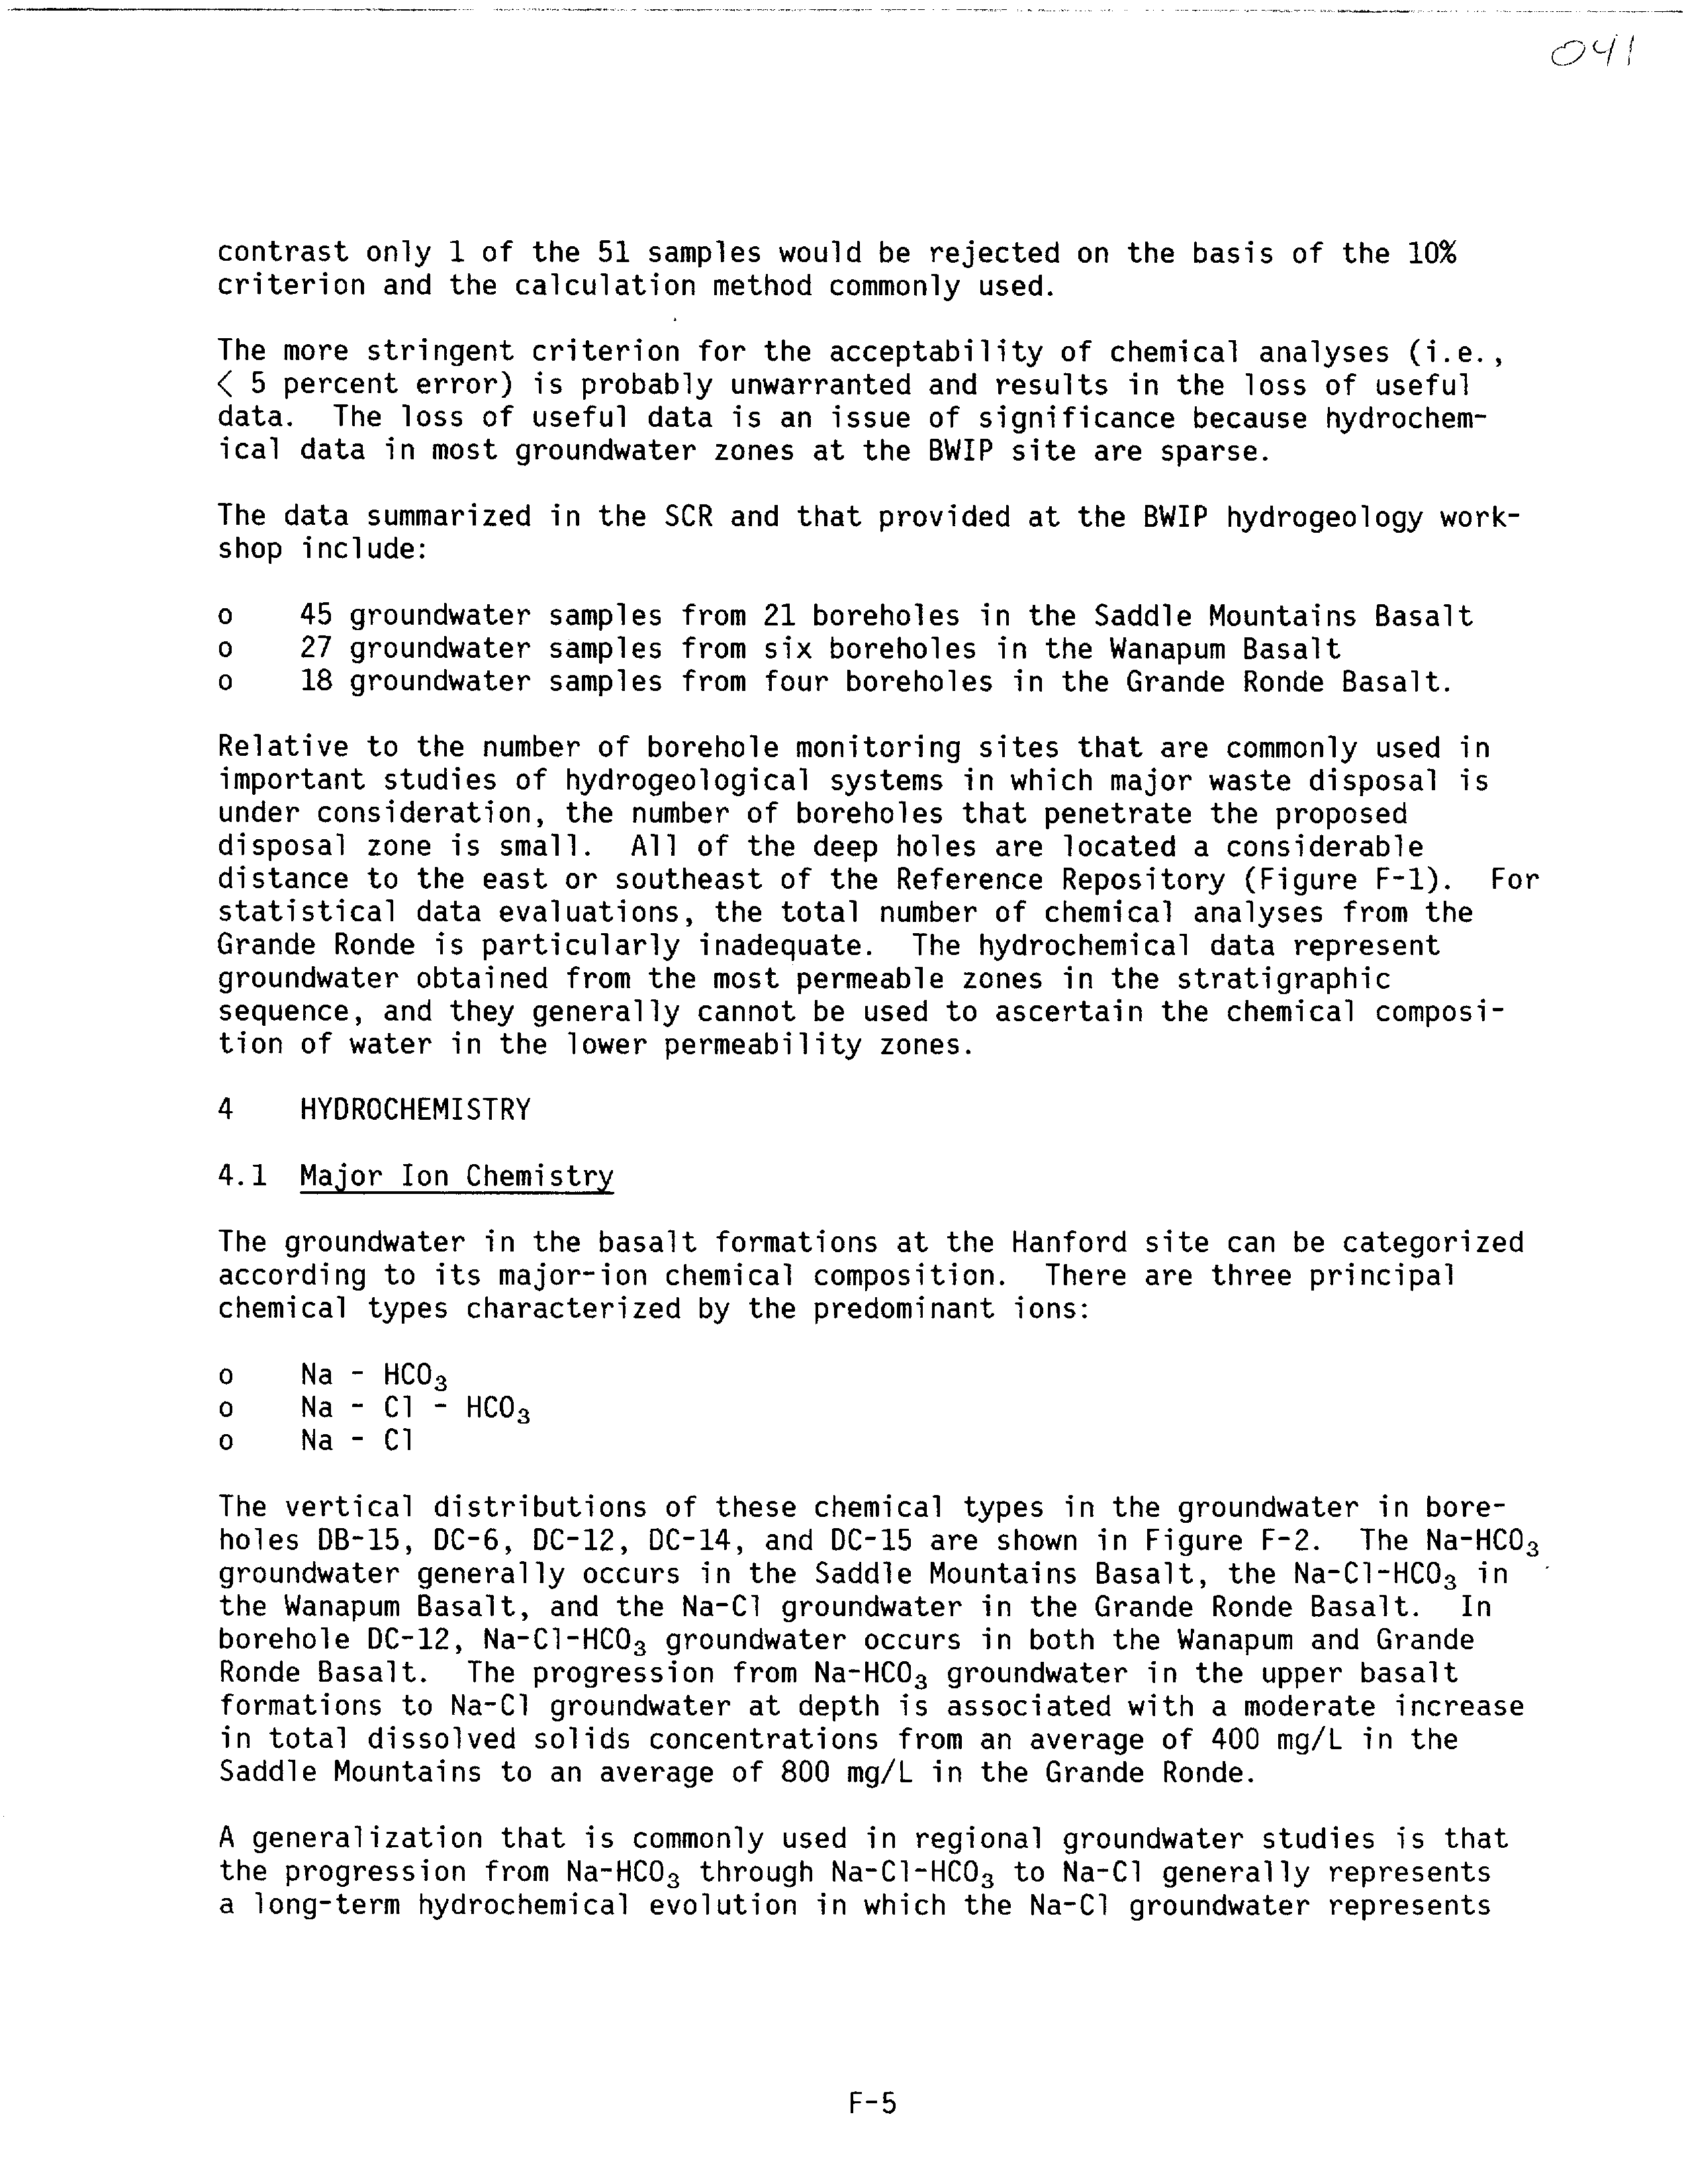 041
contrast only 1 of the 51 samples would be rejected on the basis of the 10%
criterion and the calculation method commonly used.
The more stringent criterion for the acceptability of chemical analyses (i.e.,
< 5 percent error) is probably unwarranted and results in the loss of useful
data.  The loss of useful data is an issue of significance because hydrochem-
ical data in most groundwater zones at the BWIP site are sparse.
The data summarized in the SCR and that provided at the BWIP hydrogeology work-
shop include:
o    45 groundwater samples from 21 boreholes in the Saddle Mountains Basalt
o    27 groundwater samples from six boreholes in the Wanapum Basalt
o    18 groundwater samples from four boreholes in the Grande Ronde Basalt.
Relative to the number of borehole monitoring sites that are commonly used in
important studies of hydrogeological systems in which major waste disposal is
under consideration, the number of boreholes that penetrate the proposed
disposal zone is small.  All of the deep holes are located a considerable
distance to the east or southeast of the Reference Repository (Figure F-1).  For
statistical data evaluations, the total number of chemical analyses from the
Grande Ronde is particularly inadequate.  The hydrochemical data represent
groundwater obtained from the most permeable zones in the stratigraphic
sequence, and they generally cannot be used to ascertain the chemical composi-
tion of water in the lower permeability zones.
4    HYDROCHEMISTRY
4.1  Major Ion Chemistry
The groundwater in the basalt formations at the Hanford site can be categorized
according to its major-ion chemical composition.  There are three principal
chemical types characterized by the predominant ions:
o    Na - HCO₃
o    Na - Cl - HCO₃
o    Na - Cl
The vertical distributions of these chemical types in the groundwater in bore-
holes DB-15, DC-6, DC-12, DC-14, and DC-15 are shown in Figure F-2.  The Na-HCO₃
groundwater generally occurs in the Saddle Mountains Basalt, the Na-Cl-HCO₃ in
the Wanapum Basalt, and the Na-Cl groundwater in the Grande Ronde Basalt.  In
borehole DC-12, Na-Cl-HCO₃ groundwater occurs in both the Wanapum and Grande
Ronde Basalt.  The progression from Na-HCO₃ groundwater in the upper basalt
formations to Na-Cl groundwater at depth is associated with a moderate increase
in total dissolved solids concentrations from an average of 400 mg/L in the
Saddle Mountains to an average of 800 mg/L in the Grande Ronde.
A generalization that is commonly used in regional groundwater studies is that
the progression from Na-HCO₃ through Na-Cl-HCO₃ to Na-Cl generally represents
a long-term hydrochemical evolution in which the Na-Cl groundwater represents
F-5